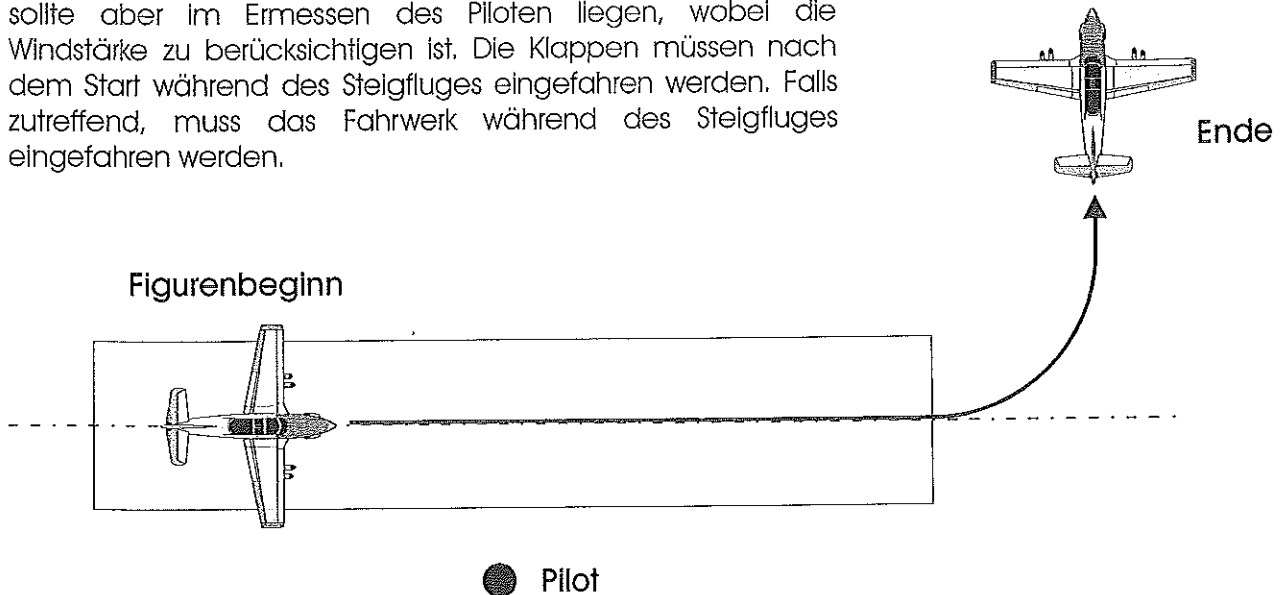 sollte aber im Ermessen des Piloten liegen, wobei die
Windstärke zu berücksichtigen ist. Die Klappen müssen nach
dem Start während des Steigfluges eingefahren werden. Falls
zutreffend, muss das Fahrwerk während des Steigfluges
eingefahren werden.
Ende
Figurenbeginn
Pilot